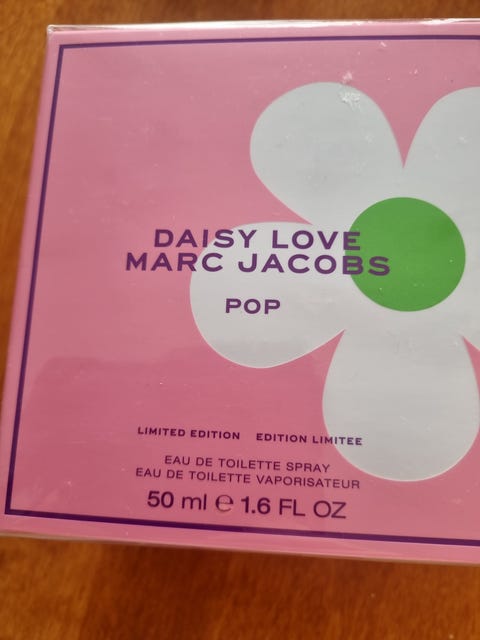 DAISY LOVE
MARC JACOBS
POP
LIMITED EDITION EDITION LIMITEE
EAU DE TOILETTE SPRAY
EAU DE TOILETTE VAPORISATEUR
50 ml ℮ 1.6 FL OZ